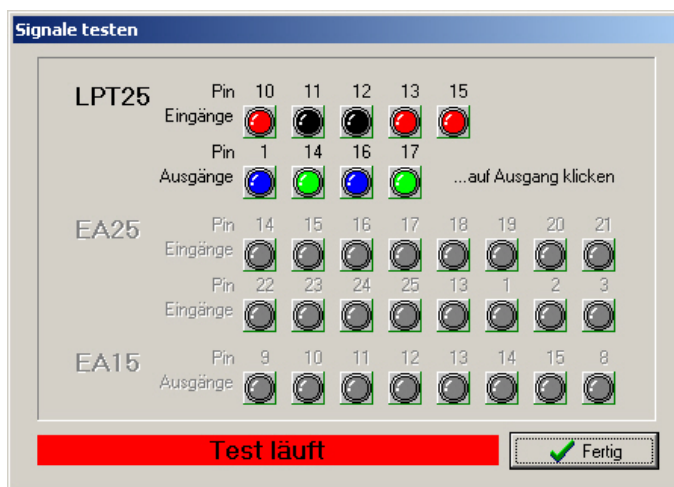 Signale testen
LPT25 Pin 10 11 12 13 15
Eingänge
Pin 1 14 16 17
Ausgänge ...auf Ausgang klicken
EA25 Pin 14 15 16 17 18 19 20 21
Eingänge
Pin 22 23 24 25 13 1 2 3
Eingänge
EA15 Pin 9 10 11 12 13 14 15 8
Ausgänge
Test läuft Fertig